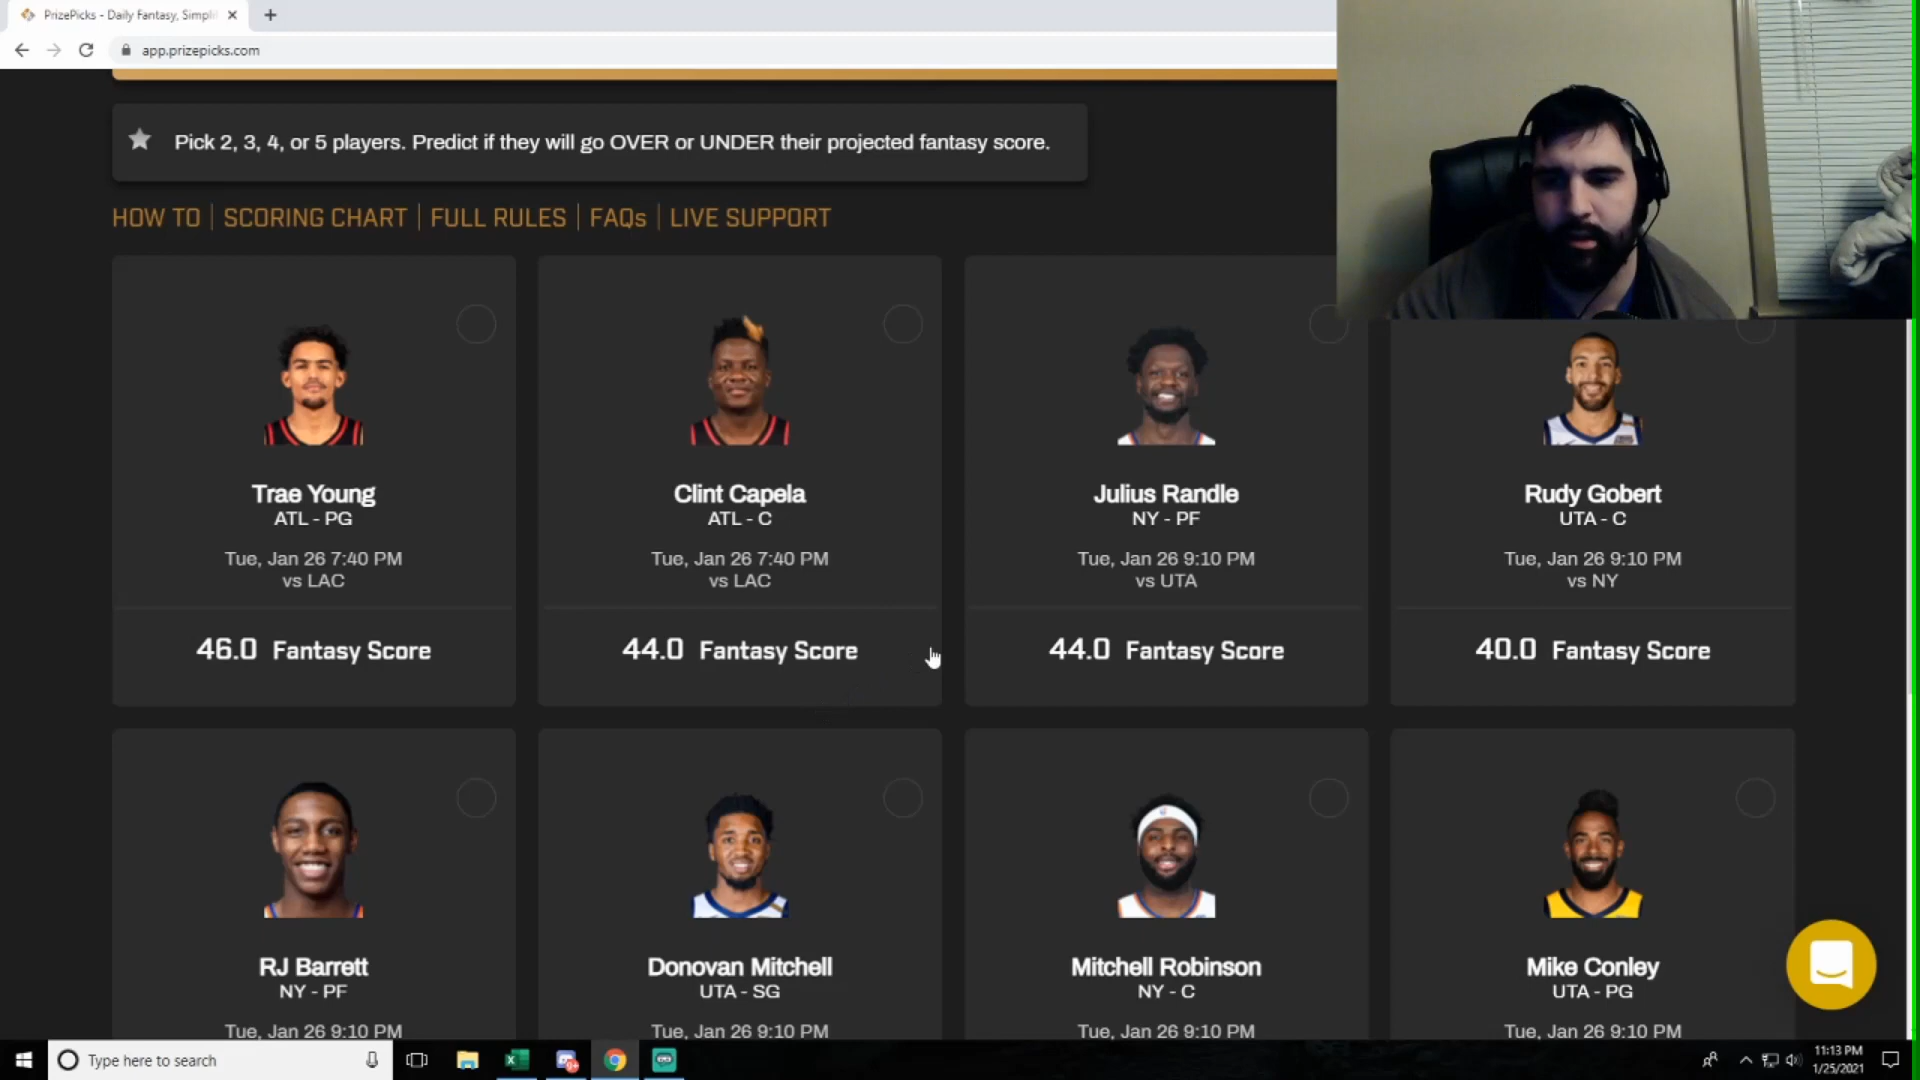 PrizePicks - Daily Fantasy, Simpli
app.prizepicks.com
Pick 2, 3, 4, or 5 players. Predict if they will go OVER or UNDER their projected fantasy score.
HOW TO | SCORING CHART | FULL RULES | FAQs | LIVE SUPPORT
Trae Young
ATL - PG
Tue, Jan 26 7:40 PM
vs LAC
46.0 Fantasy Score
Clint Capela
ATL - C
Tue, Jan 26 7:40 PM
vs LAC
44.0 Fantasy Score
Julius Randle
NY - PF
Tue, Jan 26 9:10 PM
vs UTA
44.0 Fantasy Score
Rudy Gobert
UTA - C
Tue, Jan 26 9:10 PM
vs NY
40.0 Fantasy Score
RJ Barrett
NY - PF
Tue, Jan 26 9:10 PM
Donovan Mitchell
UTA - SG
Tue, Jan 26 9:10 PM
Mitchell Robinson
NY - C
Tue, Jan 26 9:10 PM
Mike Conley
UTA - PG
Tue, Jan 26 9:10 PM
Type here to search
11:13 PM
1/25/2021